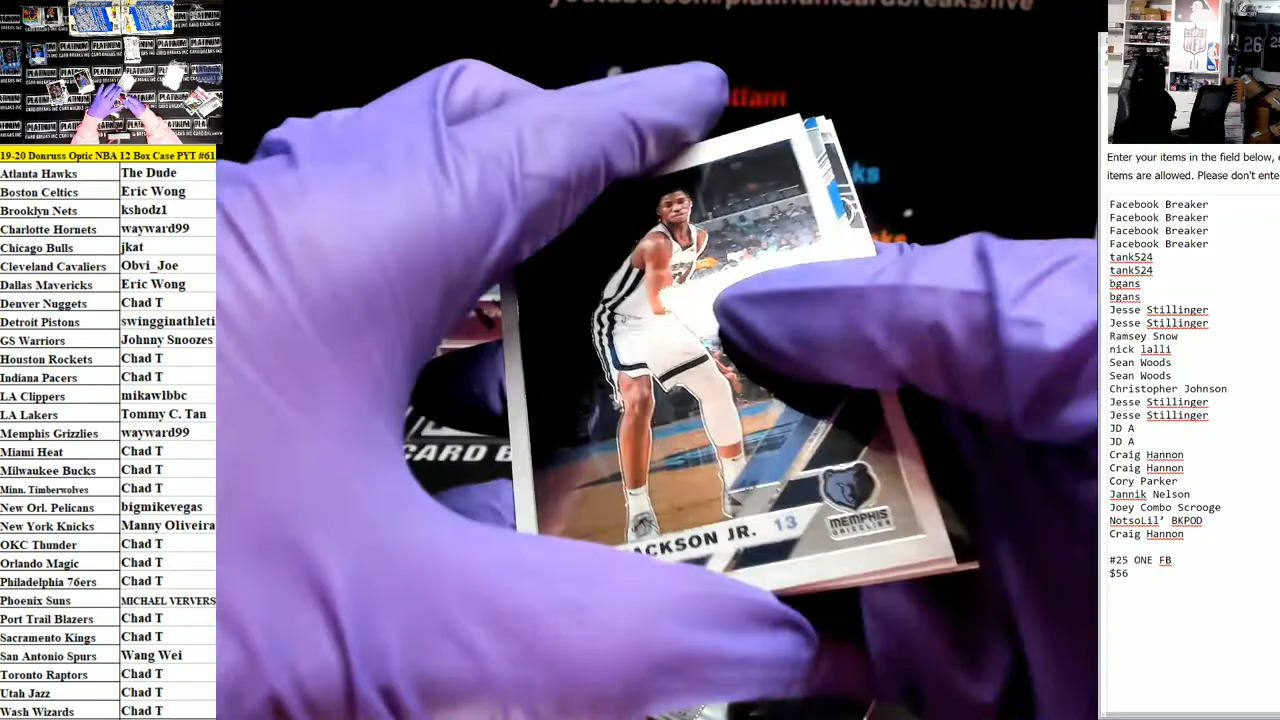 19-20 Donruss Optic NBA 12 Box Case PYT #61
Atlanta Hawks The Dude
Boston Celtics Eric Wong
Brooklyn Nets kshodz1
Charlotte Hornets wayward99
Chicago Bulls jkat
Cleveland Cavaliers Obvi_Joe
Dallas Mavericks Eric Wong
Denver Nuggets Chad T
Detroit Pistons swingginathleti
GS Warriors Johnny Snoozes
Houston Rockets Chad T
Indiana Pacers Chad T
LA Clippers mikawlbbc
LA Lakers Tommy C. Tan
Memphis Grizzlies wayward99
Miami Heat Chad T
Milwaukee Bucks Chad T
Minn. Timberwolves Chad T
New Orl. Pelicans bigmikevegas
New York Knicks Manny Oliveira
OKC Thunder Chad T
Orlando Magic Chad T
Philadelphia 76ers Chad T
Phoenix Suns MICHAEL VERVERS
Port Trail Blazers Chad T
Sacramento Kings Chad T
San Antonio Spurs Wang Wei
Toronto Raptors Chad T
Utah Jazz Chad T
Wash Wizards Chad T
ACKSON JR. 13
MEMPHIS
GRIZZLIES
CARD
Enter your items in the field below,
items are allowed. Please don't ente
Facebook Breaker
Facebook Breaker
Facebook Breaker
Facebook Breaker
tank524
tank524
bgans
bgans
Jesse Stillinger
Jesse Stillinger
Ramsey Snow
nick lalli
Sean Woods
Sean Woods
Christopher Johnson
Jesse Stillinger
Jesse Stillinger
JD A
JD A
Craig Hannon
Craig Hannon
Cory Parker
Jannik Nelson
Joey Combo Scrooge
NotsoLil’ BKPOD
Craig Hannon
#25 ONE FB
$56